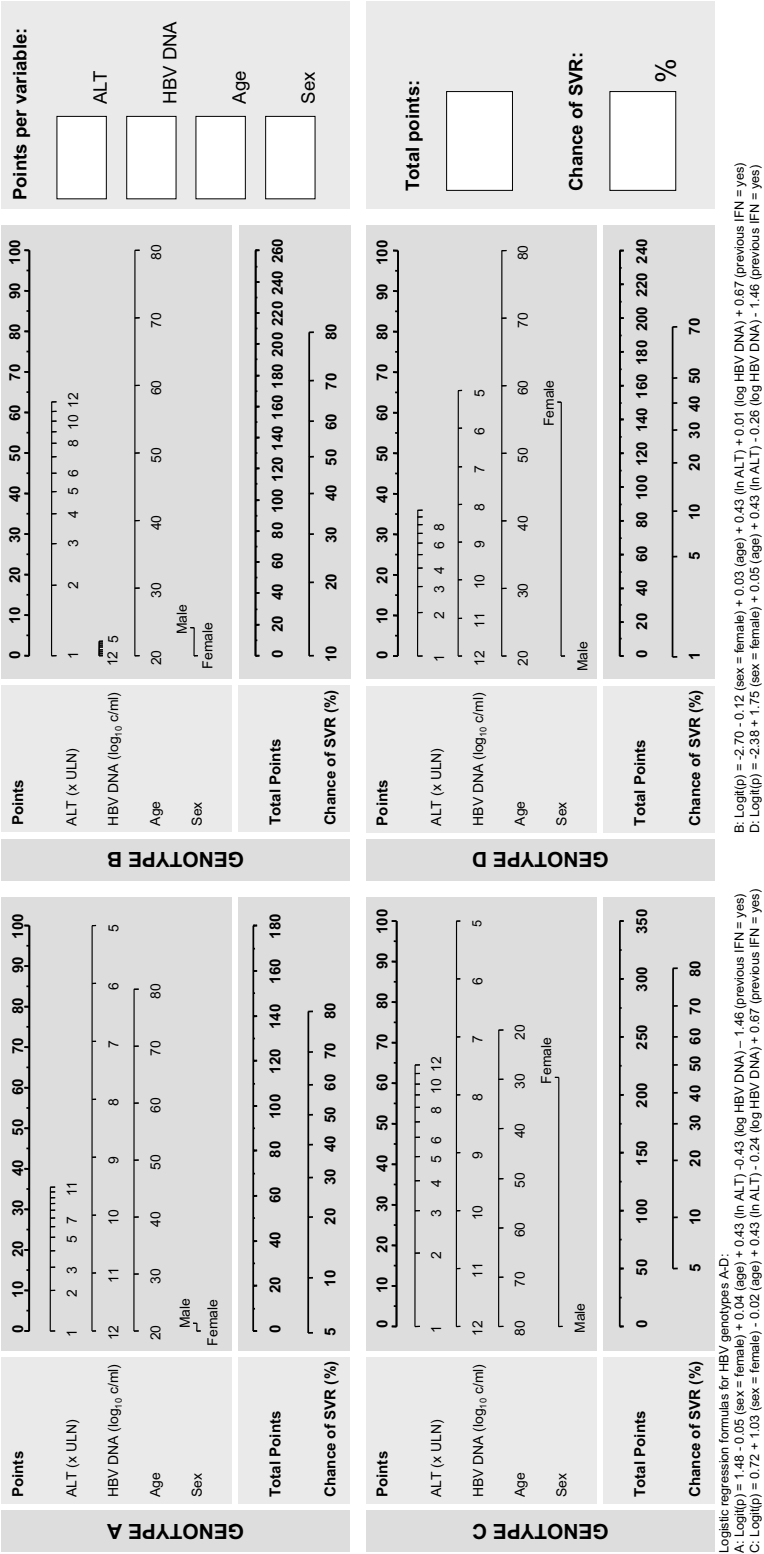 GENOTYPE A
Points 0 10 20 30 40 50 60 70 80 90 100
ALT (x ULN) 1 2 3 5 7 11
HBV DNA (log10 c/ml) 12 11 10 9 8 7 6 5
Age 20 30 40 50 60 70 80
Male
Sex
Female
Total Points 0 20 40 60 80 100 120 140 160 180
Chance of SVR (%) 5 10 20 30 40 50 60 70 80
GENOTYPE B
Points 0 10 20 30 40 50 60 70 80 90 100
ALT (x ULN) 1 2 3 4 5 6 8 10 12
HBV DNA (log10 c/ml) 12 5
Age 20 30 40 50 60 70 80
Male
Sex
Female
Total Points 0 20 40 60 80 100 120 140 160 180 200 220 240 260
Chance of SVR (%) 10 20 30 40 50 60 70 80
Points per variable:
ALT
HBV DNA
Age
Sex
GENOTYPE C
Points 0 10 20 30 40 50 60 70 80 90 100
ALT (x ULN) 1 2 3 4 5 6 8 10 12
HBV DNA (log10 c/ml) 12 11 10 9 8 7 6 5
Age 80 70 60 50 40 30 20
Female
Sex
Male
Total Points 0 50 100 150 200 250 300 350
Chance of SVR (%) 5 10 20 30 40 50 60 70 80
GENOTYPE D
Points 0 10 20 30 40 50 60 70 80 90 100
ALT (x ULN) 1 2 3 4 6 8
HBV DNA (log10 c/ml) 12 11 10 9 8 7 6 5
Age 20 30 40 50 60 70 80
Female
Sex
Male
Total Points 0 20 40 60 80 100 120 140 160 180 200 220 240
Chance of SVR (%) 1 5 10 20 30 40 50 70
Total points:
Chance of SVR:
%
Logistic regression formulas for HBV genotypes A-D:
A: Logit(p) = 1.48 - 0.05 (sex = female) + 0.04 (age) + 0.43 (ln ALT) -0.43 (log HBV DNA) – 1.46 (previous IFN = yes)
C: Logit(p) = 0.72 + 1.03 (sex = female) - 0.02 (age) + 0.43 (ln ALT) - 0.24 (log HBV DNA) + 0.67 (previous IFN = yes)
B: Logit(p) = -2.70 - 0.12 (sex = female) + 0.03 (age) + 0.43 (ln ALT) + 0.01 (log HBV DNA) + 0.67 (previous IFN = yes)
D: Logit(p) = -2.38 + 1.75 (sex = female) + 0.05 (age) + 0.43 (ln ALT) - 0.26 (log HBV DNA) - 1.46 (previous IFN = yes)